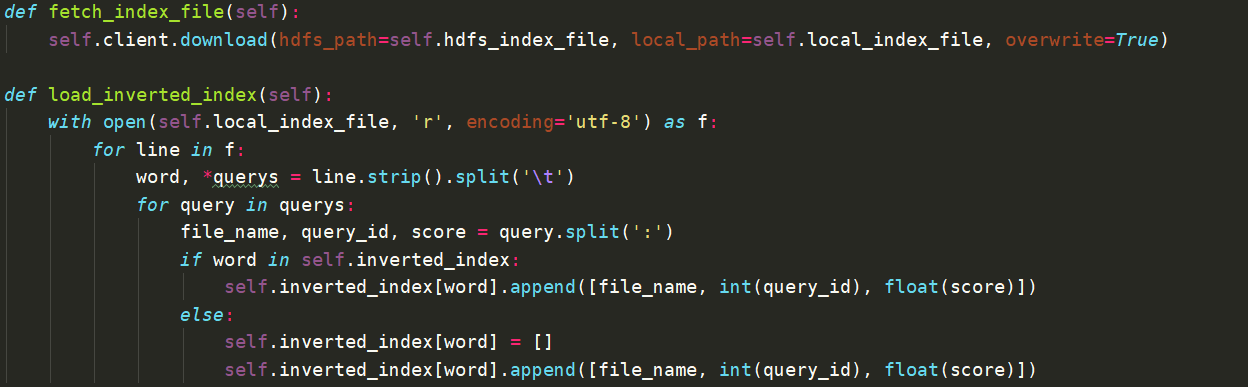 def fetch_index_file(self):
    self.client.download(hdfs_path=self.hdfs_index_file, local_path=self.local_index_file, overwrite=True)

def load_inverted_index(self):
    with open(self.local_index_file, 'r', encoding='utf-8') as f:
        for line in f:
            word, *querys = line.strip().split('\t')
            for query in querys:
                file_name, query_id, score = query.split(':')
                if word in self.inverted_index:
                    self.inverted_index[word].append([file_name, int(query_id), float(score)])
                else:
                    self.inverted_index[word] = []
                    self.inverted_index[word].append([file_name, int(query_id), float(score)])